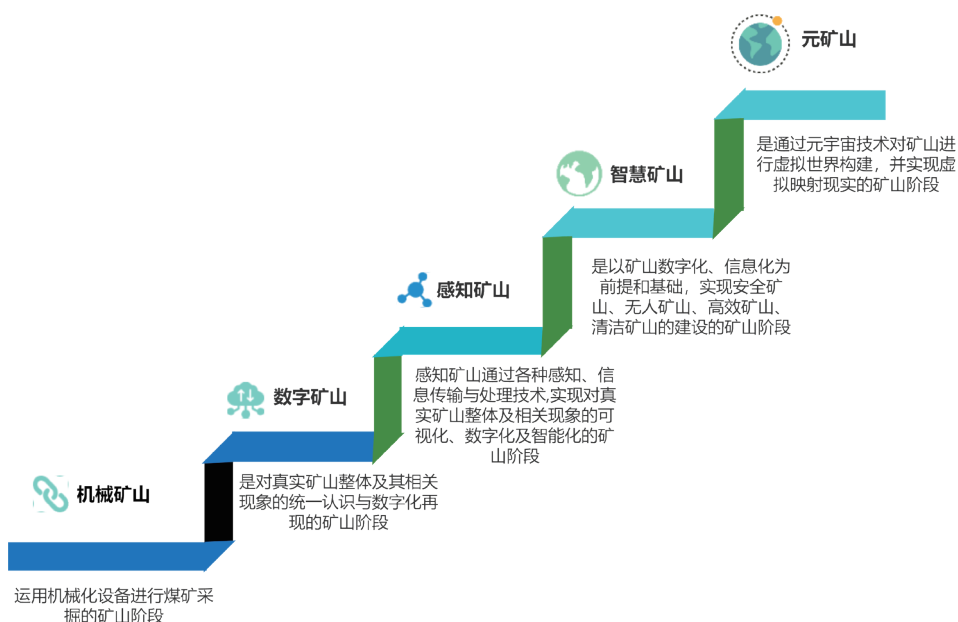 元矿山
是通过元宇宙技术对矿山进
行虚拟世界构建，并实现虚
拟映射现实的矿山阶段
智慧矿山
是以矿山数字化、信息化为
前提和基础，实现安全矿
山、无人矿山、高效矿山、
清洁矿山的建设的矿山阶段
感知矿山
感知矿山通过各种感知、信
息传输与处理技术,实现对真
实矿山整体及相关现象的可
视化、数字化及智能化的矿
山阶段
数字矿山
是对真实矿山整体及其相关
现象的统一认识与数字化再
现的矿山阶段
机械矿山
运用机械化设备进行煤矿采
掘的矿山阶段